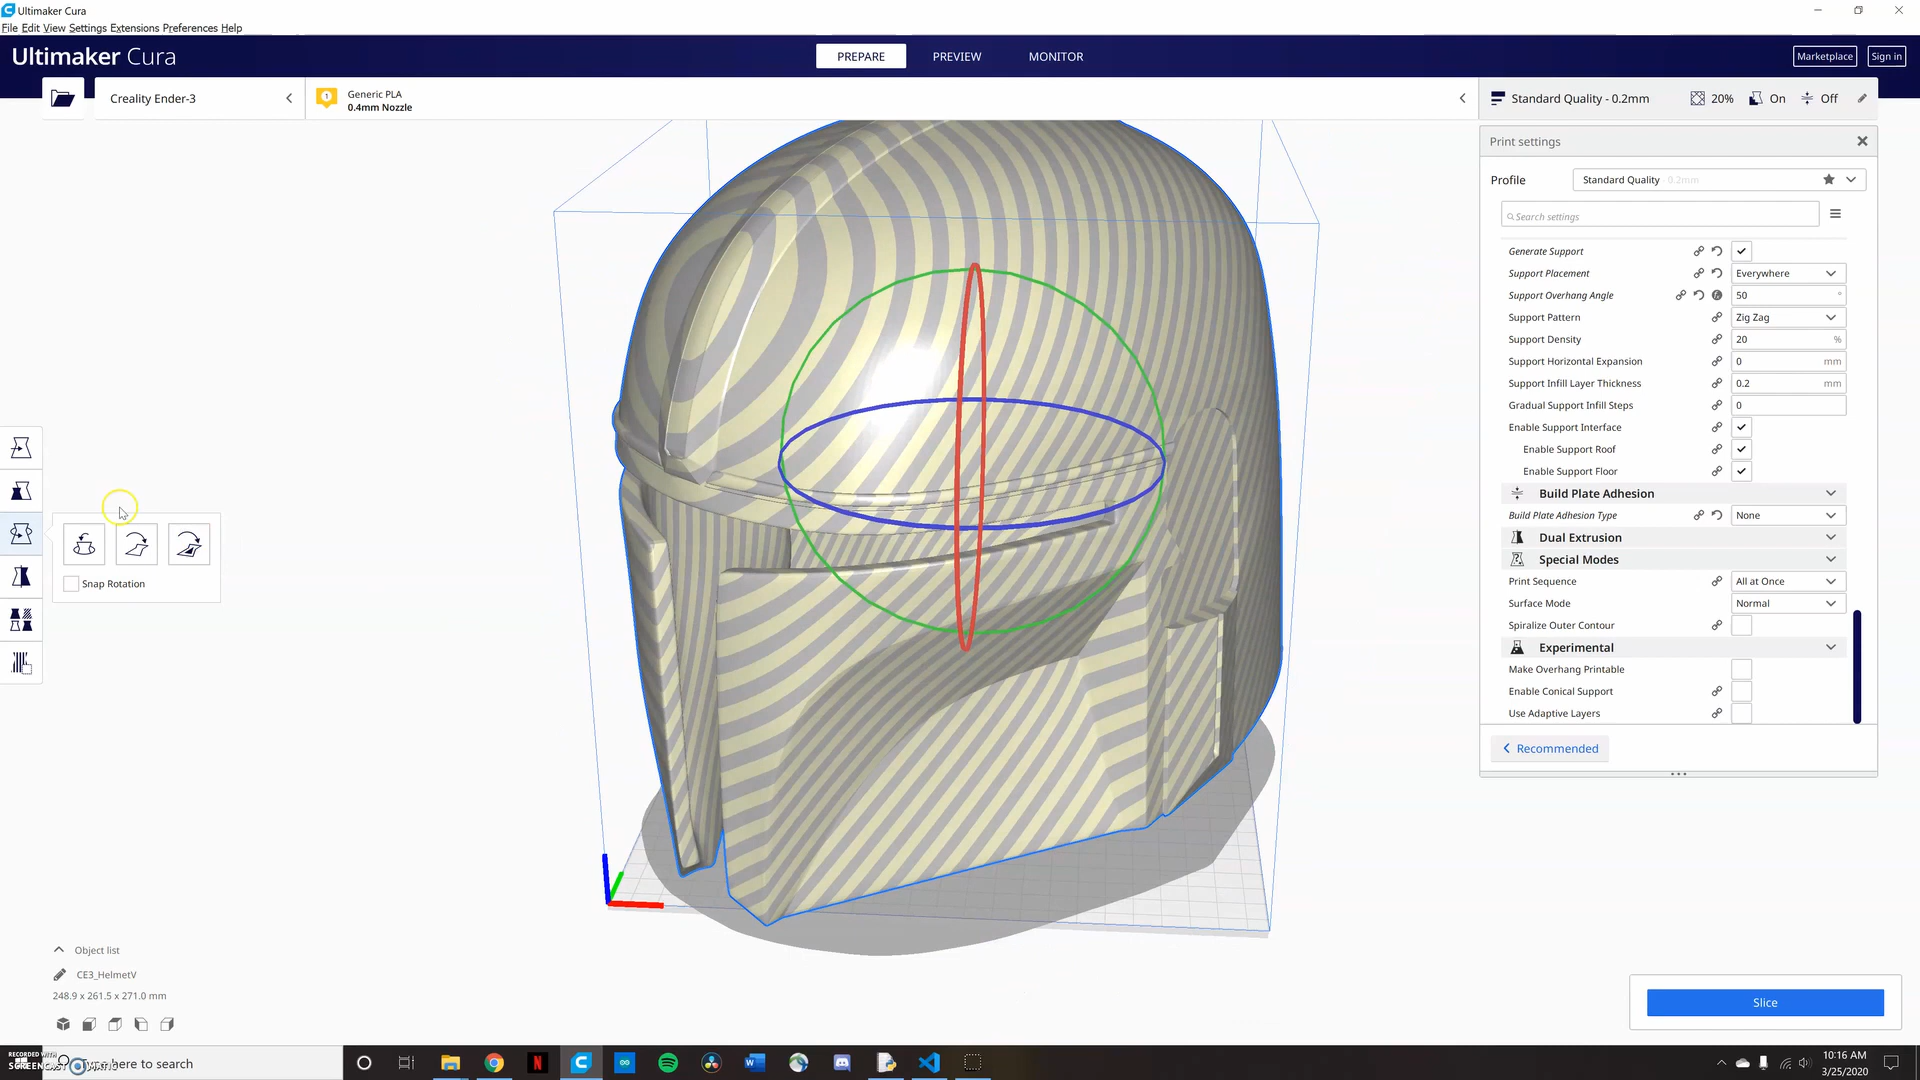 Ultimaker Cura
File Edit View Settings Extensions Preferences Help
Ultimaker Cura
PREPARE
PREVIEW
MONITOR
Marketplace
Sign in
Creality Ender-3
1
Generic PLA
0.4mm Nozzle
Standard Quality - 0.2mm
20%
On
Off
Print settings
Profile
Standard Quality 0.2mm
Search settings
Generate Support
Support Placement
Everywhere
Support Overhang Angle
50 °
Support Pattern
Zig Zag
Support Density
20 %
Support Horizontal Expansion
0 mm
Support Infill Layer Thickness
0.2 mm
Gradual Support Infill Steps
0
Enable Support Interface
Enable Support Roof
Enable Support Floor
Build Plate Adhesion
Build Plate Adhesion Type
None
Dual Extrusion
Special Modes
Print Sequence
All at Once
Surface Mode
Normal
Spiralize Outer Contour
Experimental
Make Overhang Printable
Enable Conical Support
Use Adaptive Layers
Recommended
Snap Rotation
Object list
CE3_HelmetV
248.9 x 261.5 x 271.0 mm
Slice
RECORDED WITH
here to search
10:16 AM
3/25/2020